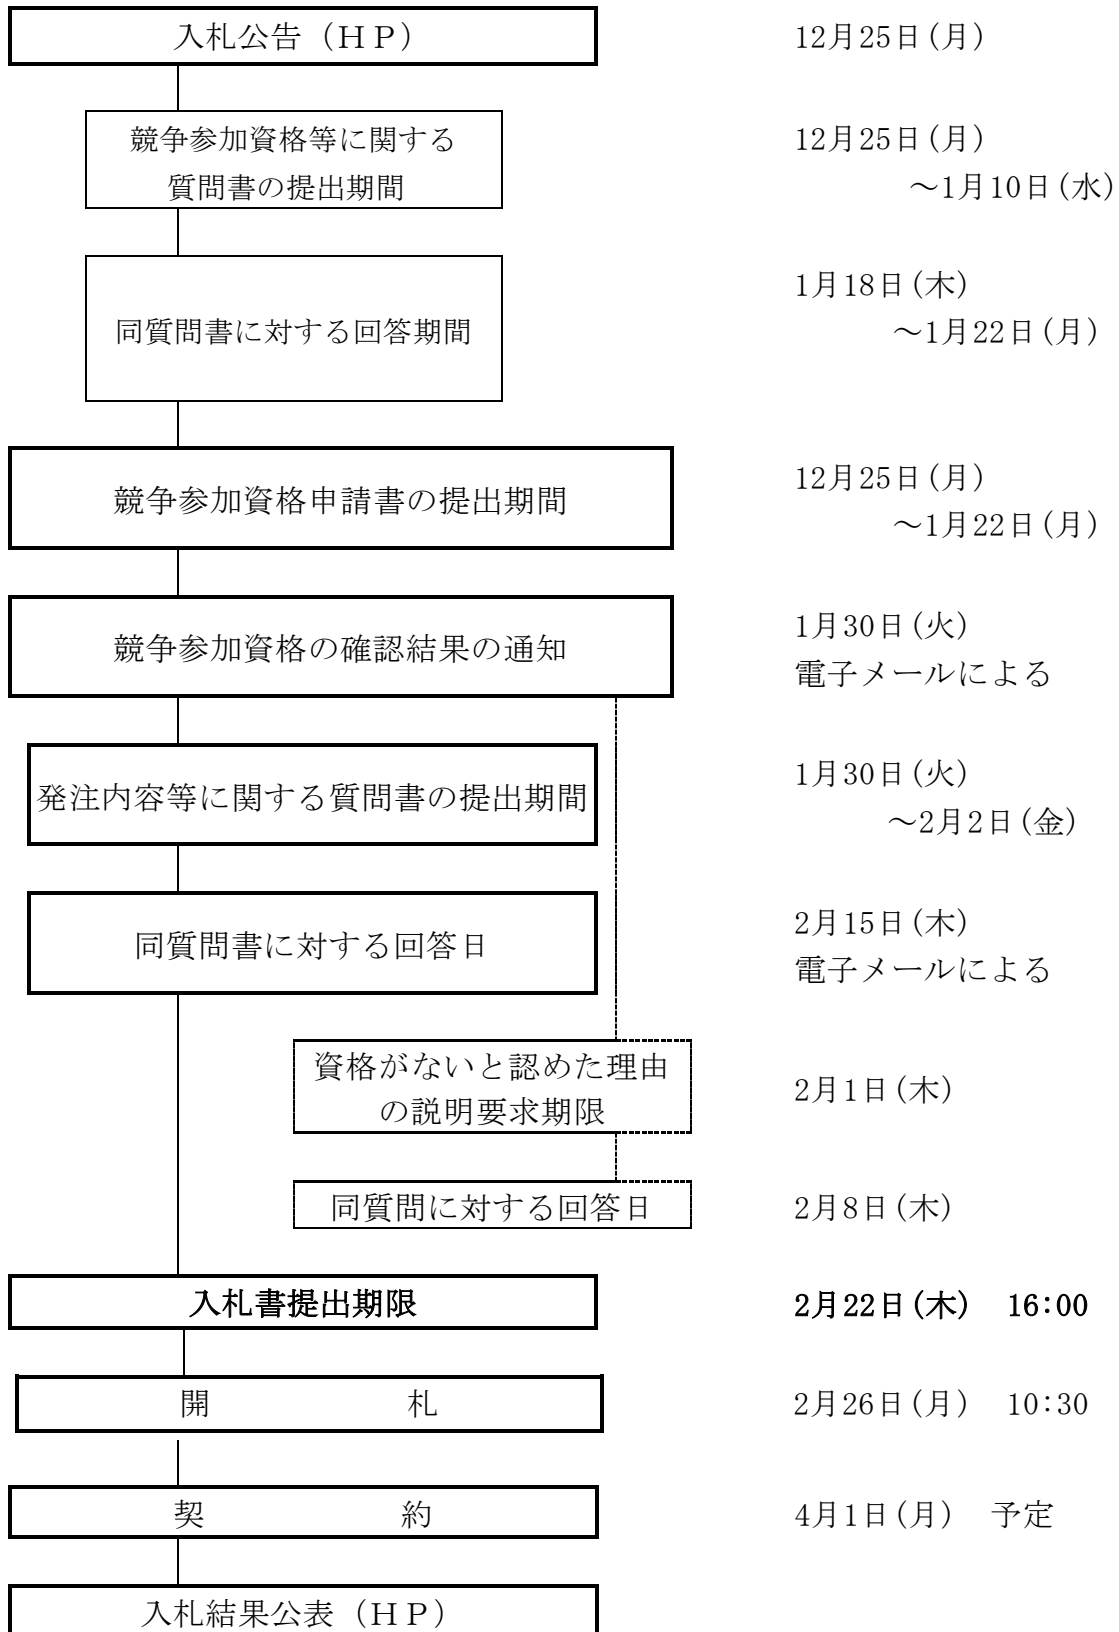 入札公告（ＨＰ） 12月25日(月)
競争参加資格等に関する 12月25日(月)
質問書の提出期間 ～1月10日(水)
1月18日(木)
同質問書に対する回答期間 ～1月22日(月)
12月25日(月)
競争参加資格申請書の提出期間
～1月22日(月)
1月30日(火)
競争参加資格の確認結果の通知
電子メールによる
1月30日(火)
発注内容等に関する質問書の提出期間
～2月2日(金)
2月15日(木)
同質問書に対する回答日
電子メールによる
資格がないと認めた理由
の説明要求期限
2月1日(木)
同質問に対する回答日 2月8日(木)
入札書提出期限 2月22日(木) 16:00
開 札 2月26日(月) 10:30
契 約 4月1日(月) 予定
入札結果公表（ＨＰ）